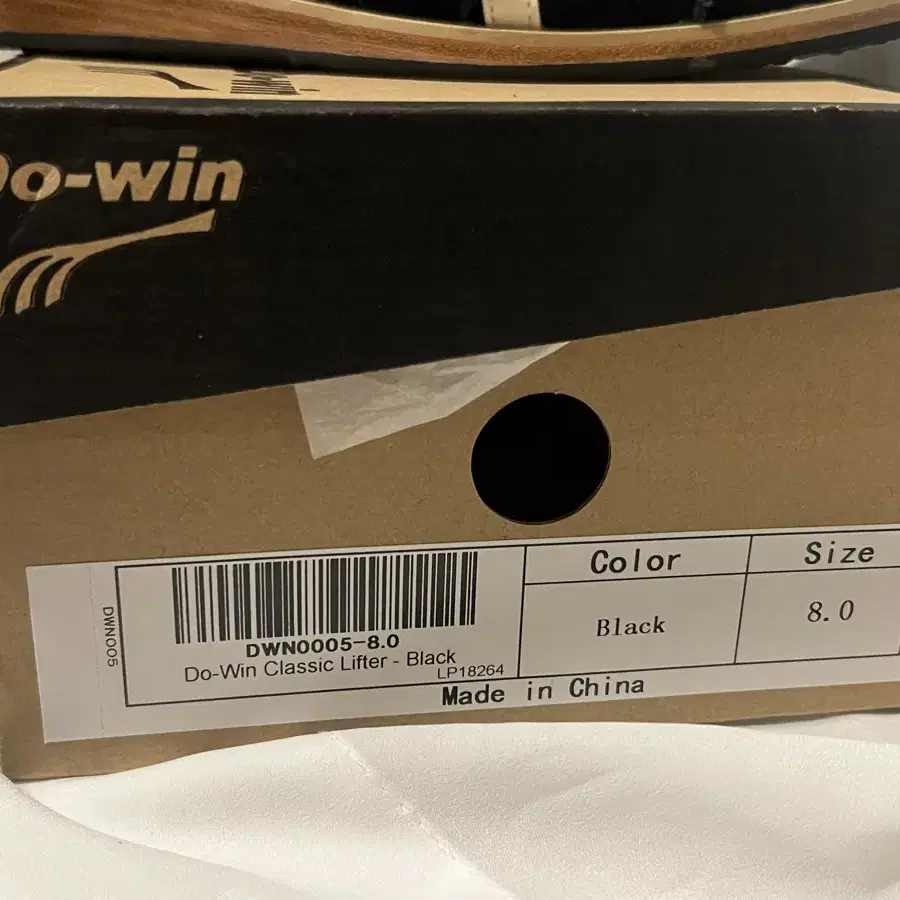 Do-win
Color
Size
DWN005
DWN0005-8.0
Do-Win Classic Lifter - Black
LP18264
Black
8.0
Made in China